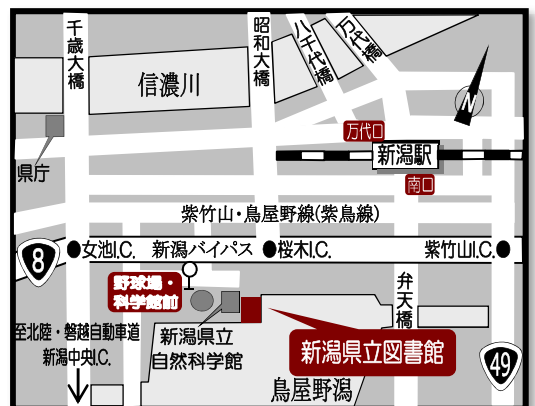 千歳大橋
昭和大橋
八千代橋
万代橋
信濃川
N
万代口
県庁
新潟駅
南口
紫竹山・鳥屋野線(紫鳥線)
8
女池I.C.
新潟バイパス
桜木I.C.
紫竹山I.C.
野球場・
科学館前
弁天橋
新潟県立
自然科学館
至北陸・磐越自動車道
新潟中央I.C.
新潟県立図書館
49
鳥屋野潟